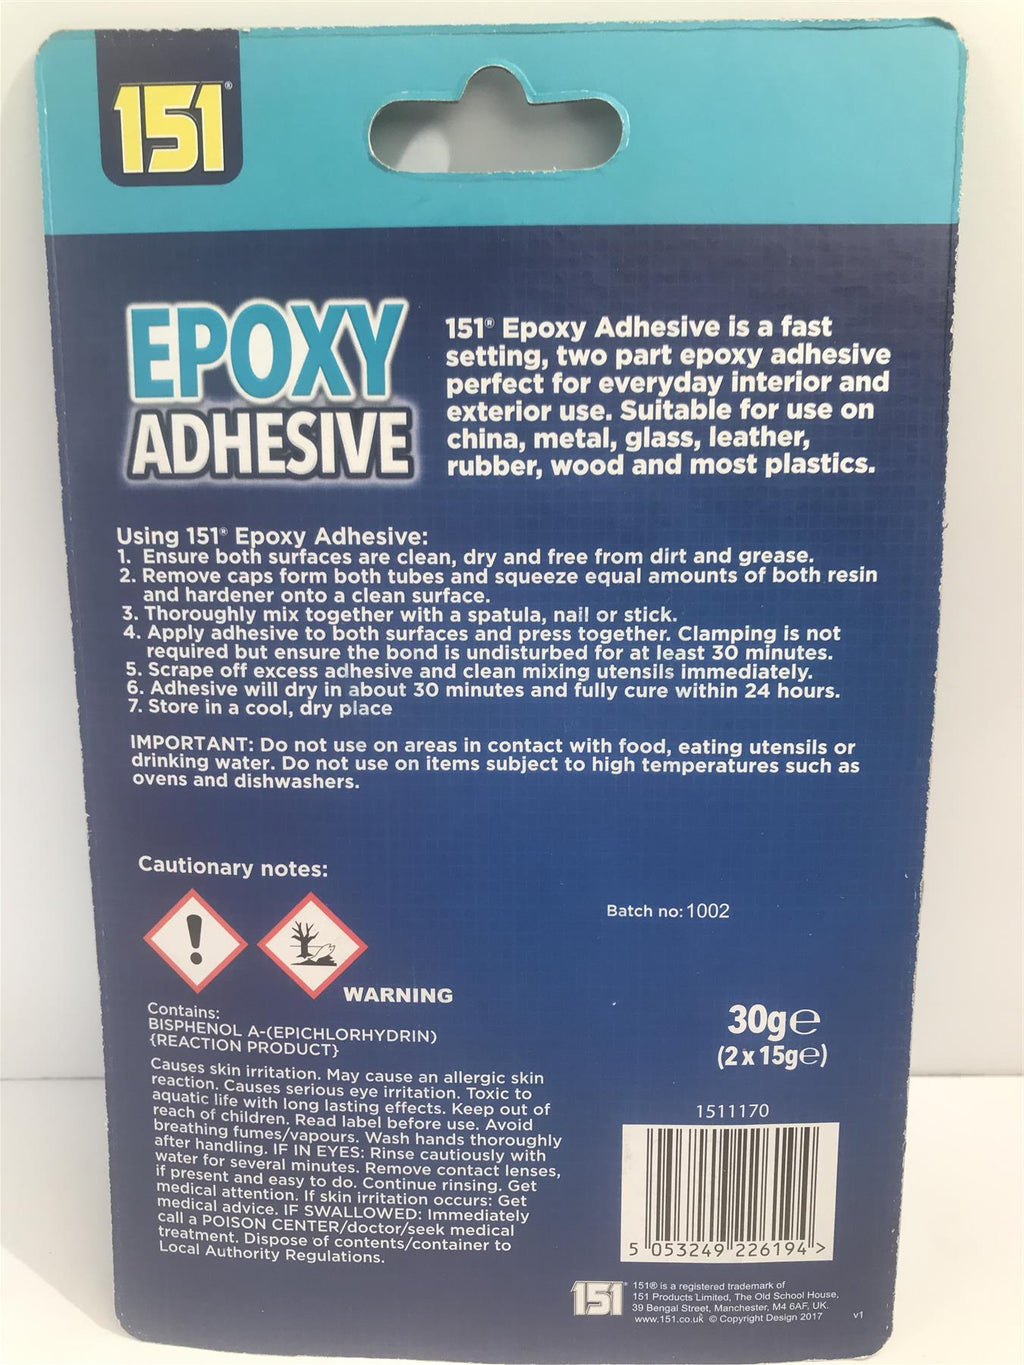 151®
EPOXY
ADHESIVE
151® Epoxy Adhesive is a fast
setting, two part epoxy adhesive
perfect for everyday interior and
exterior use. Suitable for use on
china, metal, glass, leather,
rubber, wood and most plastics.
Using 151® Epoxy Adhesive:
1. Ensure both surfaces are clean, dry and free from dirt and grease.
2. Remove caps form both tubes and squeeze equal amounts of both resin
and hardener onto a clean surface.
3. Thoroughly mix together with a spatula, nail or stick.
4. Apply adhesive to both surfaces and press together. Clamping is not
required but ensure the bond is undisturbed for at least 30 minutes.
5. Scrape off excess adhesive and clean mixing utensils immediately.
6. Adhesive will dry in about 30 minutes and fully cure within 24 hours.
7. Store in a cool, dry place
IMPORTANT: Do not use on areas in contact with food, eating utensils or
drinking water. Do not use on items subject to high temperatures such as
ovens and dishwashers.
Cautionary notes:
WARNING
Contains:
BISPHENOL A-(EPICHLORHYDRIN)
{REACTION PRODUCT}
Causes skin irritation. May cause an allergic skin
reaction. Causes serious eye irritation. Toxic to
aquatic life with long lasting effects. Keep out of
reach of children. Read label before use. Avoid
breathing fumes/vapours. Wash hands thoroughly
after handling. IF IN EYES: Rinse cautiously with
water for several minutes. Remove contact lenses,
if present and easy to do. Continue rinsing. Get
medical attention. If skin irritation occurs: Get
medical advice. IF SWALLOWED: Immediately
call a POISON CENTER/doctor/seek medical
treatment. Dispose of contents/container to
Local Authority Regulations.
Batch no: 1002
30g℮
(2 x 15g℮)
1511170
5 053249 226194 >
151®
151® is a registered trademark of
151 Products Limited, The Old School House,
39 Bengal Street, Manchester, M4 6AF, UK.
www.151.co.uk © Copyright Design 2017
v1